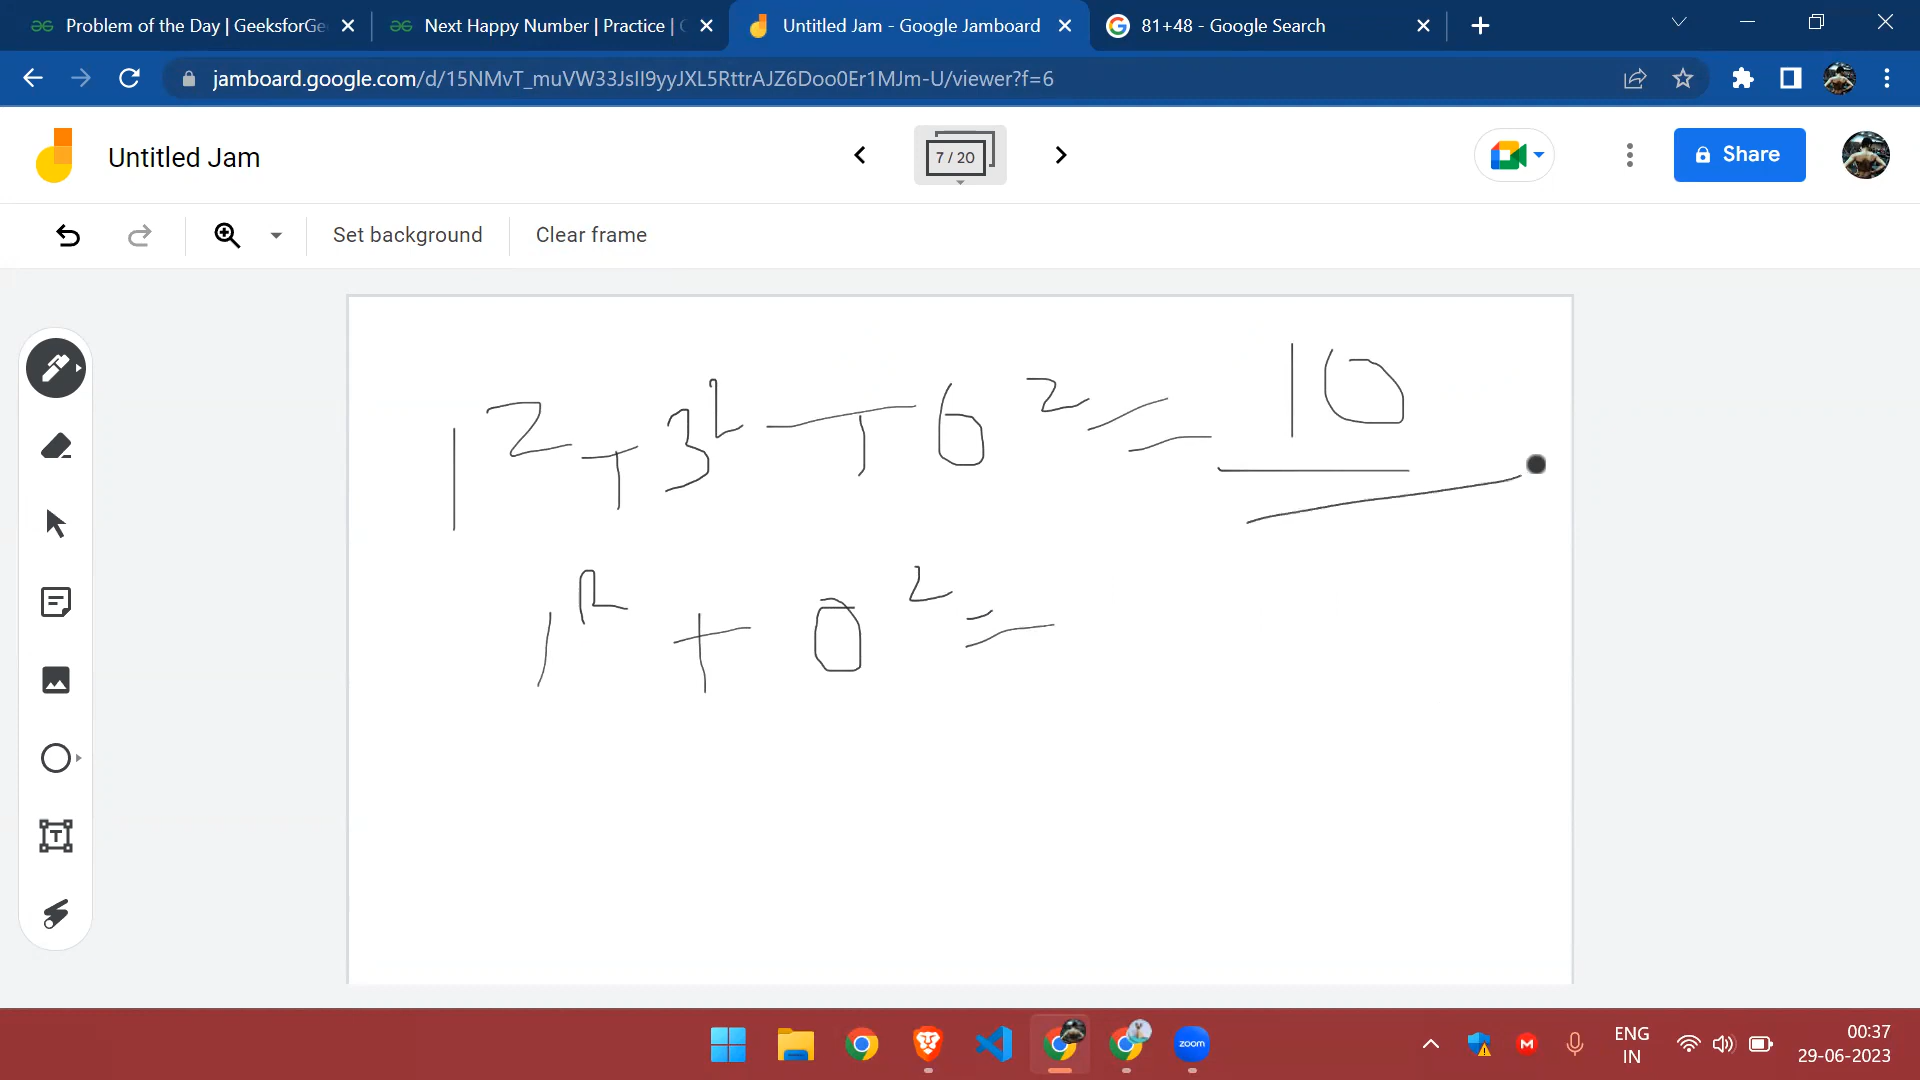 Problem of the Day | GeeksforGe
Next Happy Number | Practice |
Untitled Jam - Google Jamboard
81+48 - Google Search
jamboard.google.com/d/15NMvT_muVW33JsII9yyJXL5RttrAJZ6Doo0Er1MJm-U/viewer?f=6
Untitled Jam
7 / 20
Share
Set background
Clear frame
1² + 3² + 6² = 10
1² + 0² =
zoom
ENG
IN
00:37
29-06-2023